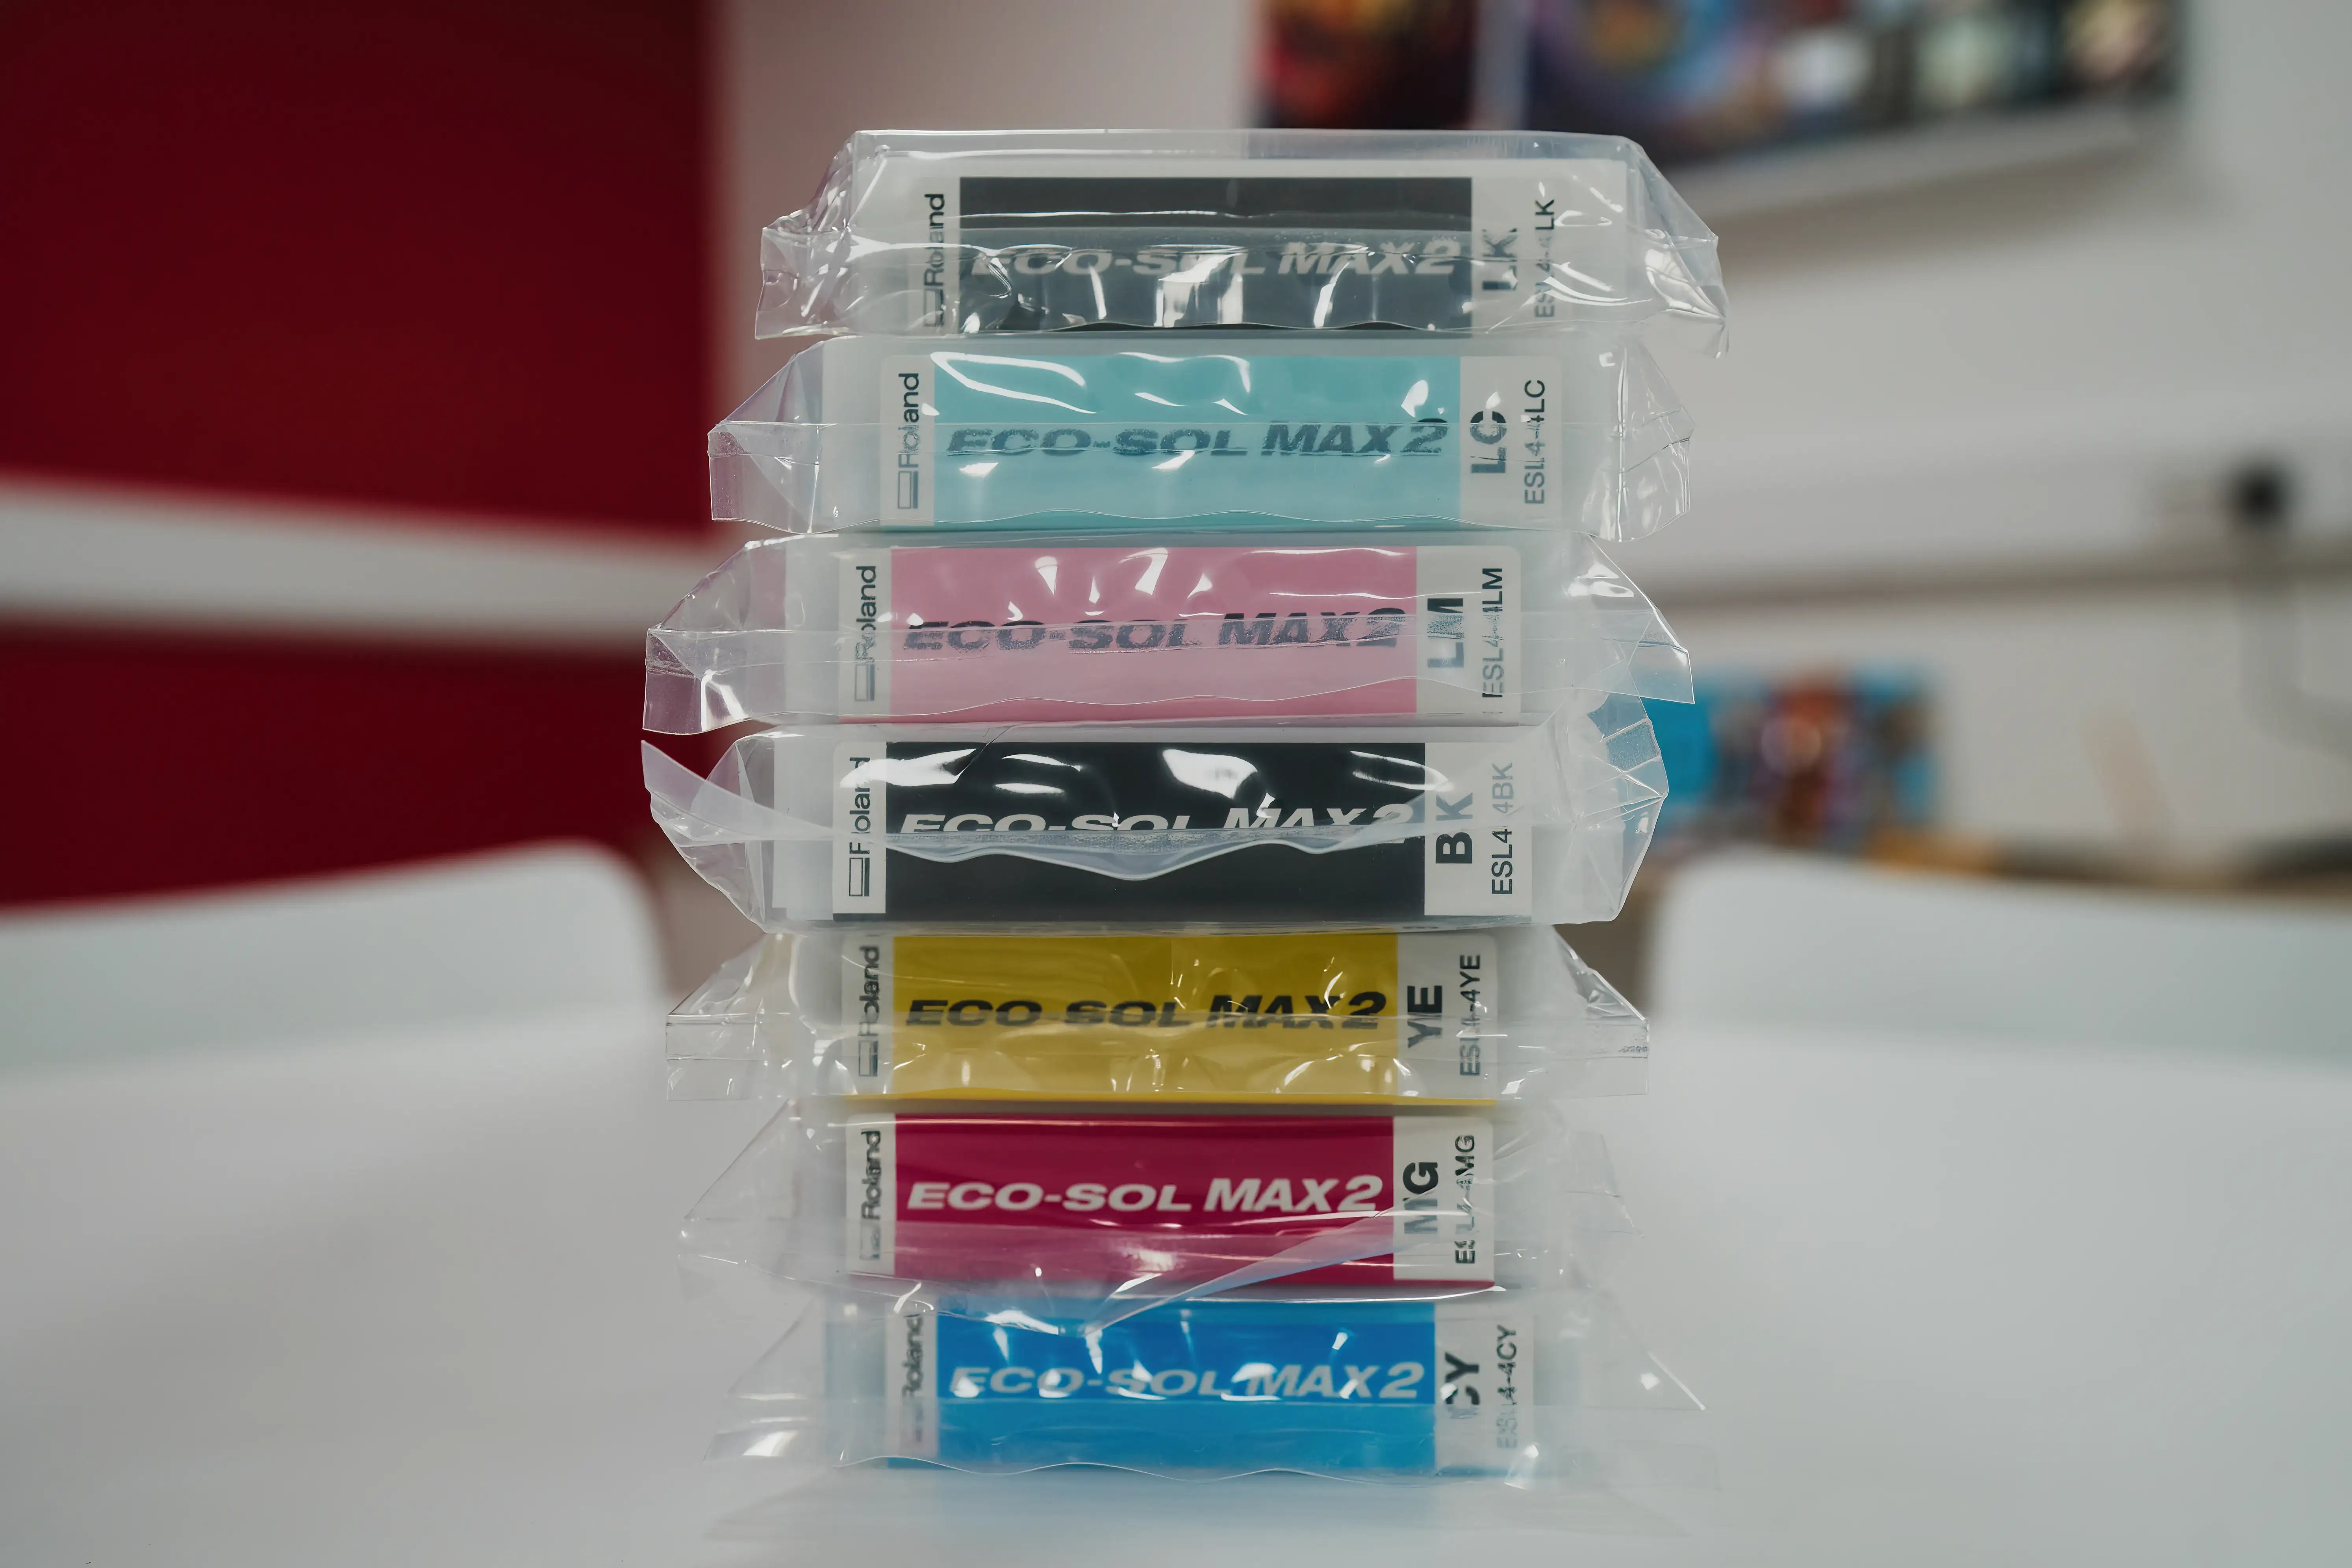 Roland
ECO-SOL MAX 2
LK
ESL4-4LK
Roland
ECO-SOL MAX 2
LC
ESL4-4LC
Roland
ECO-SOL MAX 2
LM
ESL4-4LM
Roland
ECO-SOL MAX 2
BK
ESL4-4BK
Roland
ECO-SOL MAX 2
YE
ESL4-4YE
Roland
ECO-SOL MAX 2
MG
ESL4-4MG
Roland
ECO-SOL MAX 2
CY
ESL4-4CY